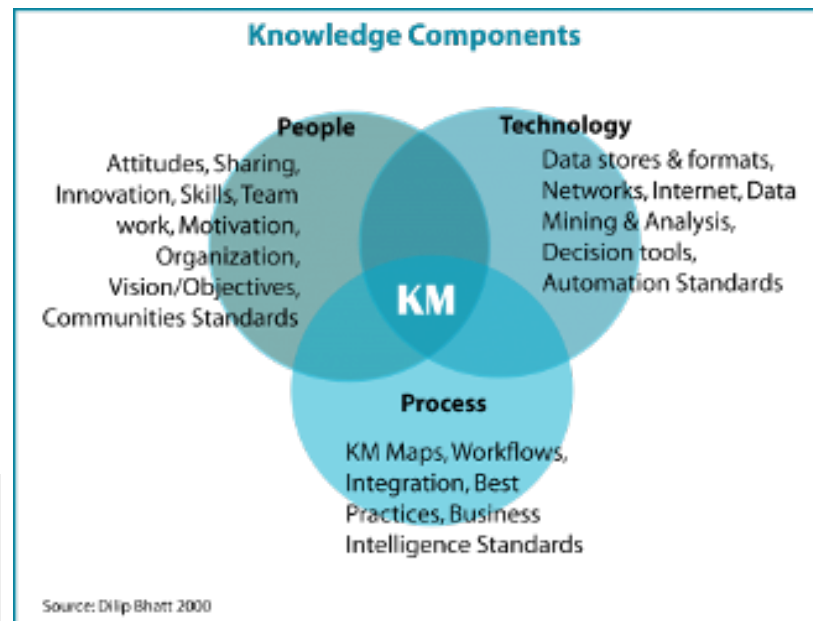 Knowledge Components
People
Attitudes, Sharing,
Innovation, Skills, Team
work, Motivation,
Organization,
Vision/Objectives,
Communities Standards
Technology
Data stores & formats,
Networks, Internet, Data
Mining & Analysis,
Decision tools,
Automation Standards
KM
Process
KM Maps, Workflows,
Integration, Best
Practices, Business
Intelligence Standards
Source: Dilip Bhatt 2000